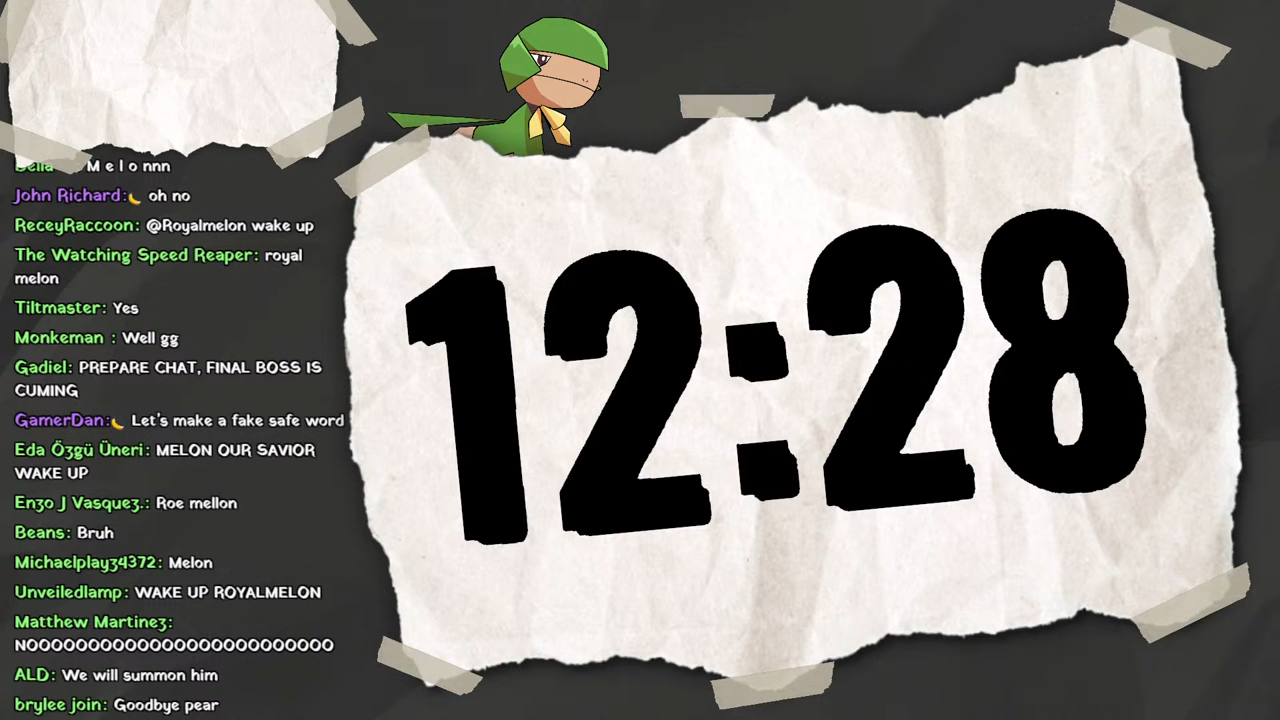 M e l o nnn
John Richard: oh no
ReceyRaccoon: @Royalmelon wake up
The Watching Speed Reaper: royal
melon
Tiltmaster: Yes
Monkeman : Well gg
Gadiel: PREPARE CHAT, FINAL BOSS IS
CUMING
GamerDan: Let's make a fake safe word
Eda Özgü Üneri: MELON OUR SAVIOR
WAKE UP
Enzo J Vasquez.: Roe mellon
Beans: Bruh
Michaelplay34372: Melon
Unveiledlamp: WAKE UP ROYALMELON
Matthew Martinez:
NOOOOOOOOOOOOOOOOOOOOOOOO
ALD: We will summon him
brylee join: Goodbye pear
12:28